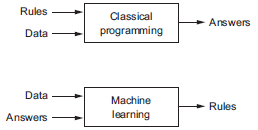 Rules
Data
Classical
programming
Answers
Data
Answers
Machine
learning
Rules